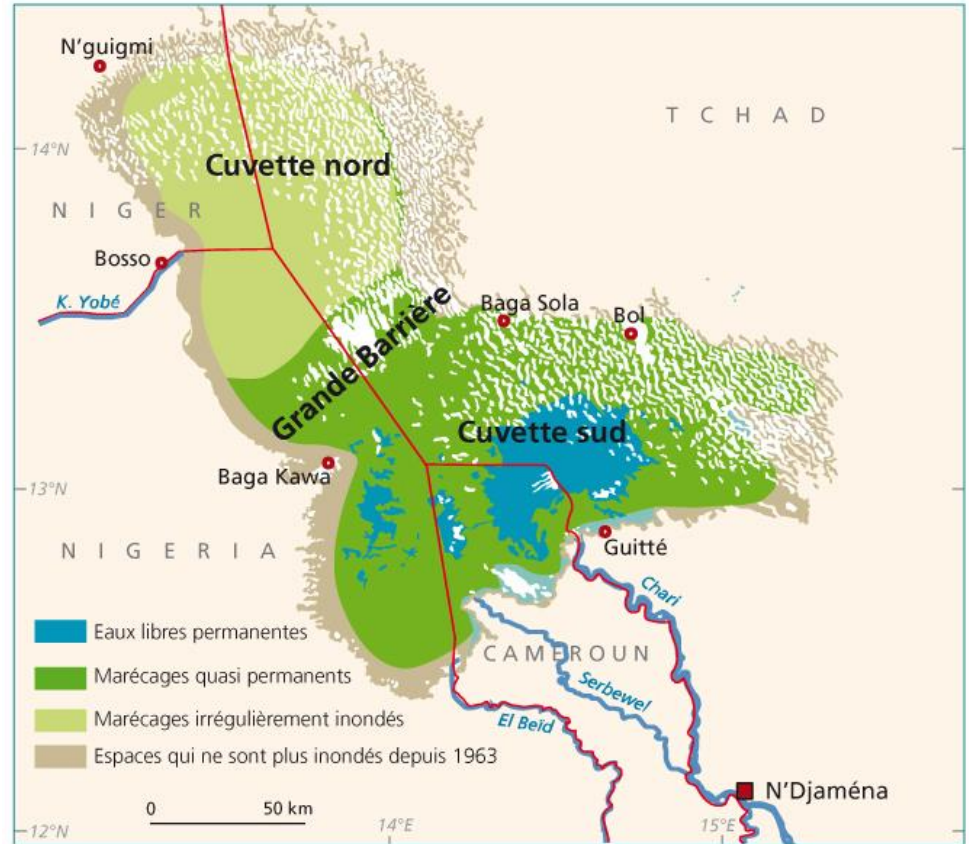 N'guigmi
TCHAD
14°N
Cuvette nord
NIGER
Bosso
K. Yobé
Grande Barrière
Baga Sola
Bol
Cuvette sud
Baga Kawa
13°N
NIGERIA
Guitté
Chari
Eaux libres permanentes
CAMEROUN
Marécages quasi permanents
Serbewel
Marécages irrégulièrement inondés
El Beïd
Espaces qui ne sont plus inondés depuis 1963
N'Djaména
0 50 km
12°N
14°E
15°E